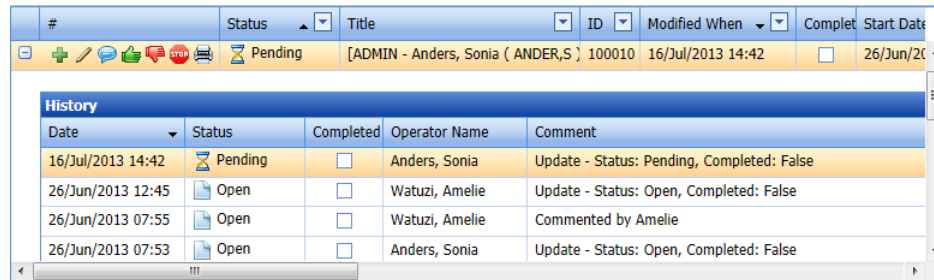 # Status Title ID Modified When Complet Start Date
STOP Pending [ADMIN - Anders, Sonia ( ANDER,S ) 100010 16/Jul/2013 14:42 26/Jun/20
History
Date Status Completed Operator Name Comment
16/Jul/2013 14:42 Pending Anders, Sonia Update - Status: Pending, Completed: False
26/Jun/2013 12:45 Open Watuzi, Amelie Update - Status: Open, Completed: False
26/Jun/2013 07:55 Open Watuzi, Amelie Commented by Amelie
26/Jun/2013 07:53 Open Anders, Sonia Update - Status: Open, Completed: False